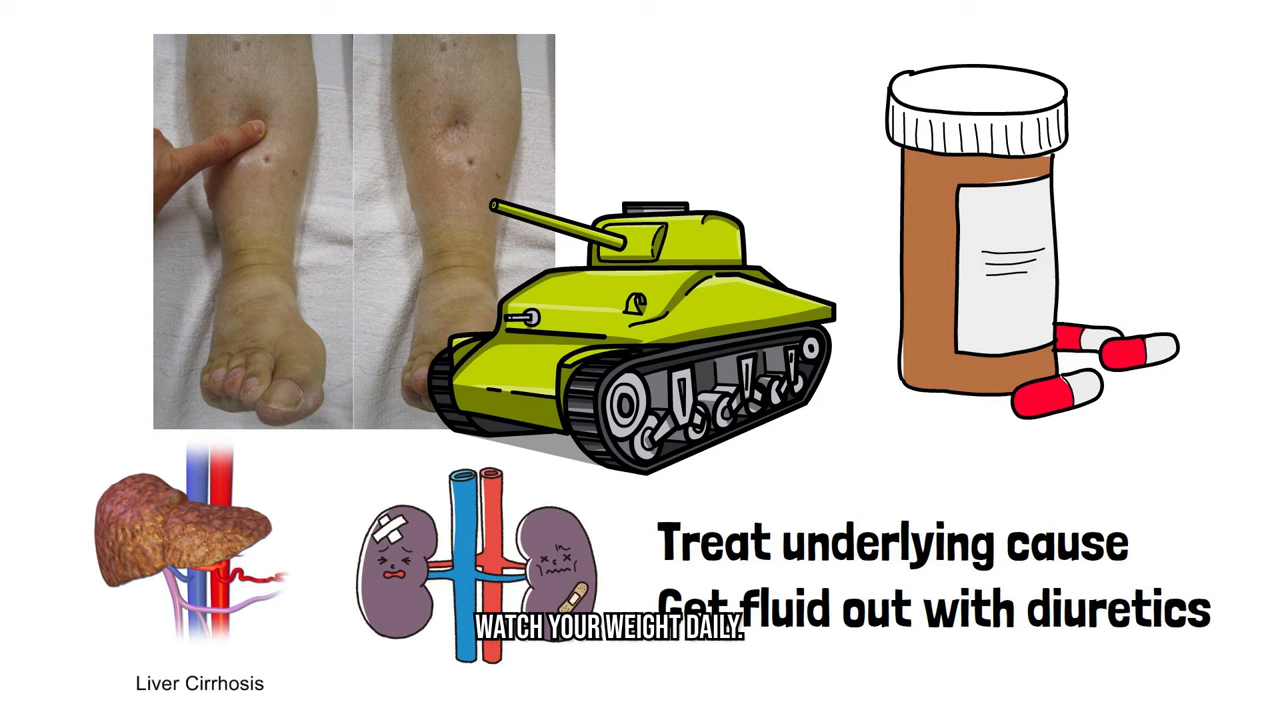 Treat underlying cause
Get fluid out with diuretics
WATCH YOUR WEIGHT DAILY.
Liver Cirrhosis